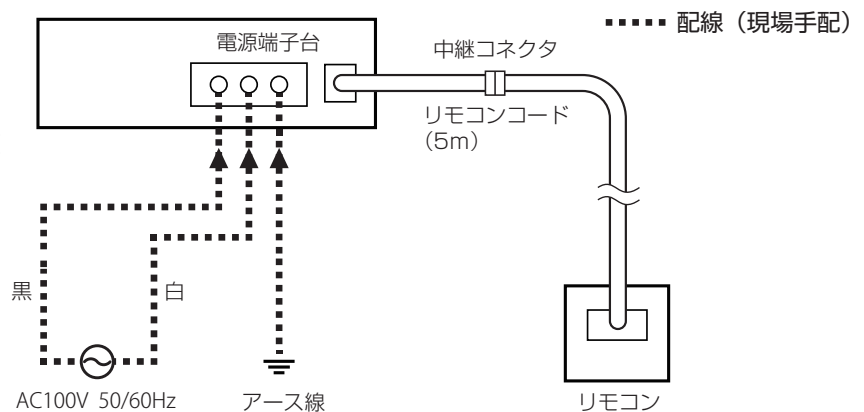 配線（現場手配）
電源端子台
中継コネクタ
リモコンコード
（5m）
黒
白
AC100V 50/60Hz
アース線
リモコン